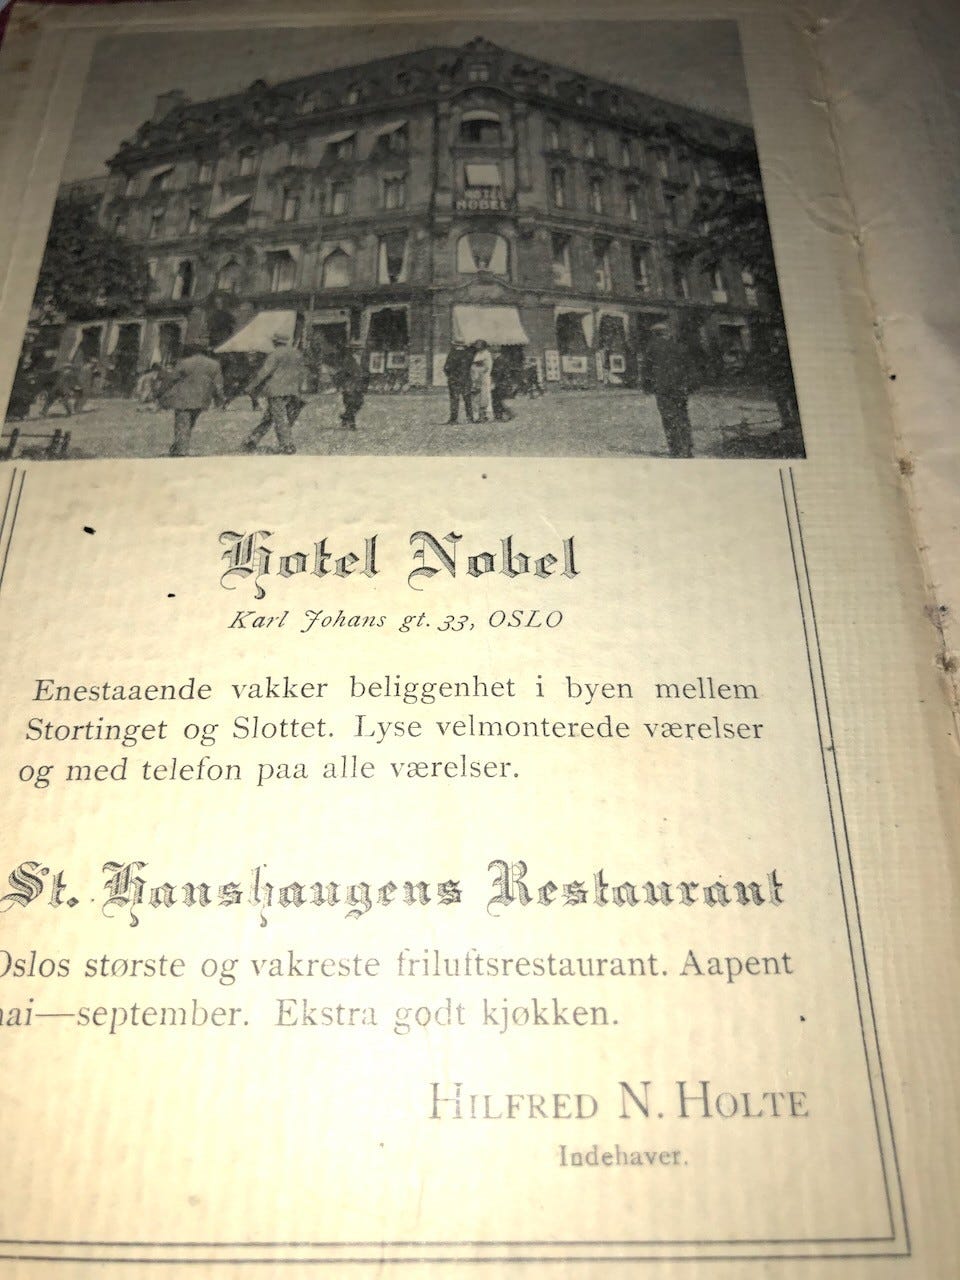 HOTEL
NOBEL
Hotel Nobel
Karl Johans gt. 33, OSLO
Enestaaende vakker beliggenhet i byen mellem
Stortinget og Slottet. Lyse velmonterede værelser
og med telefon paa alle værelser.
St. Hanshaugens Restaurant
Oslos største og vakreste friluftsrestaurant. Aapent
mai—september. Ekstra godt kjøkken.
HILFRED N. HOLTE
Indehaver.